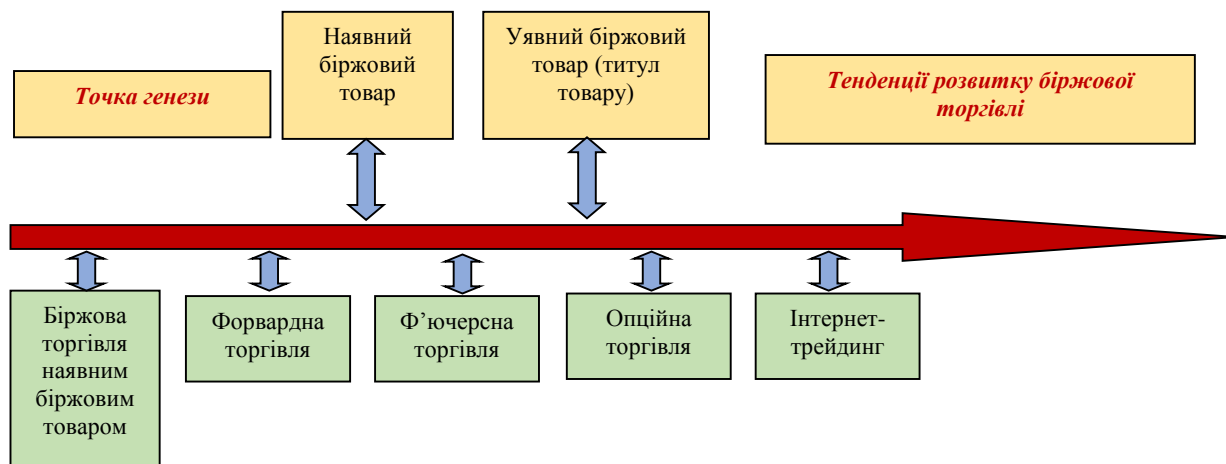 Точка генези
Наявний
біржовий
товар
Уявний біржовий
товар (титул
товару)
Тенденції розвитку біржової
торгівлі
Біржова
торгівля
наявним
біржовим
товаром
Форвардна
торгівля
Ф’ючерсна
торгівля
Опційна
торгівля
Інтернет-
трейдинг